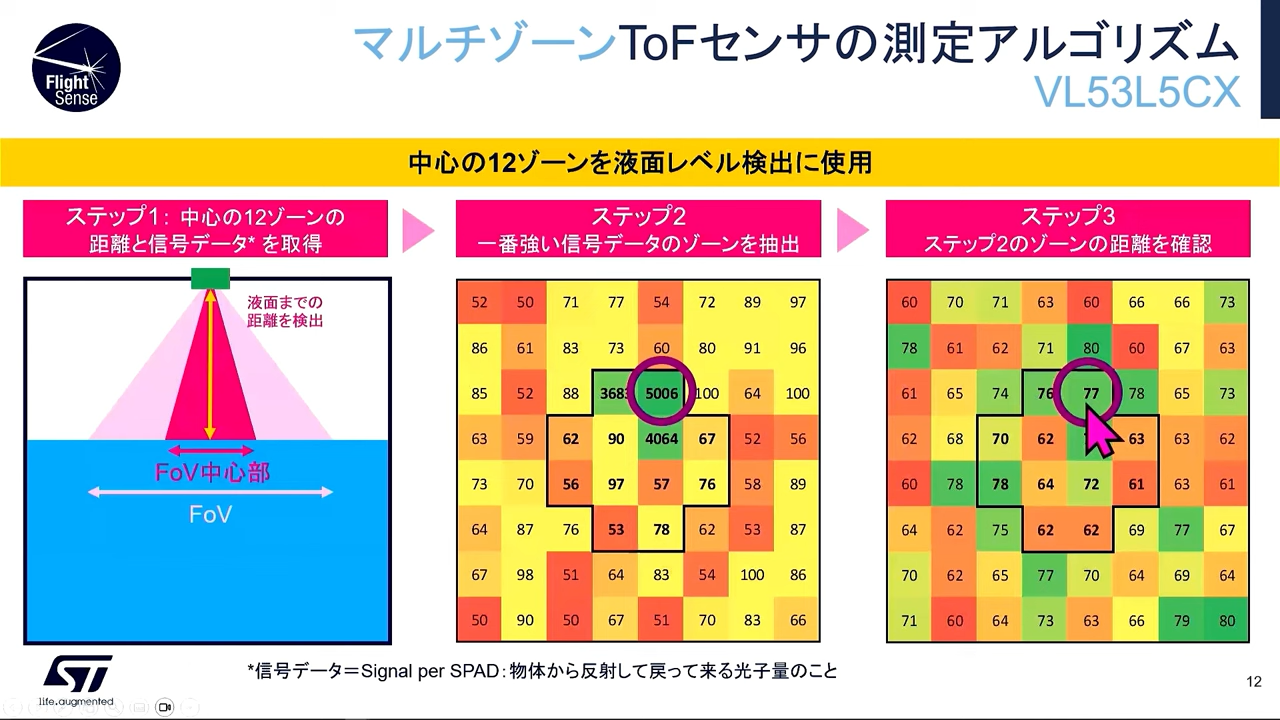 Flight
Sense
マルチゾーンToFセンサの測定アルゴリズム
VL53L5CX
中心の12ゾーンを液面レベル検出に使用
ステップ1：中心の12ゾーンの
距離と信号データ* を取得
液面までの
距離を検出
FoV中心部
FoV
ステップ2
一番強い信号データのゾーンを抽出
52 50 71 77 54 72 89 97
86 61 83 73 60 80 91 96
85 52 88 3683 5006 100 64 100
63 59 62 90 4064 67 52 56
73 70 56 97 57 76 58 89
64 87 76 53 78 62 53 87
67 98 51 64 83 54 100 86
50 90 50 67 51 70 83 66
ステップ3
ステップ2のゾーンの距離を確認
60 70 71 63 60 66 66 73
78 61 62 71 80 60 67 63
61 65 74 76 77 78 65 73
62 68 70 62 63 63 62
60 78 78 64 72 61 63 61
64 62 75 62 62 69 77 67
70 62 65 77 70 64 69 64
71 60 64 73 63 66 79 80
*信号データ＝Signal per SPAD：物体から反射して戻って来る光子量のこと
ST
life.augmented
12